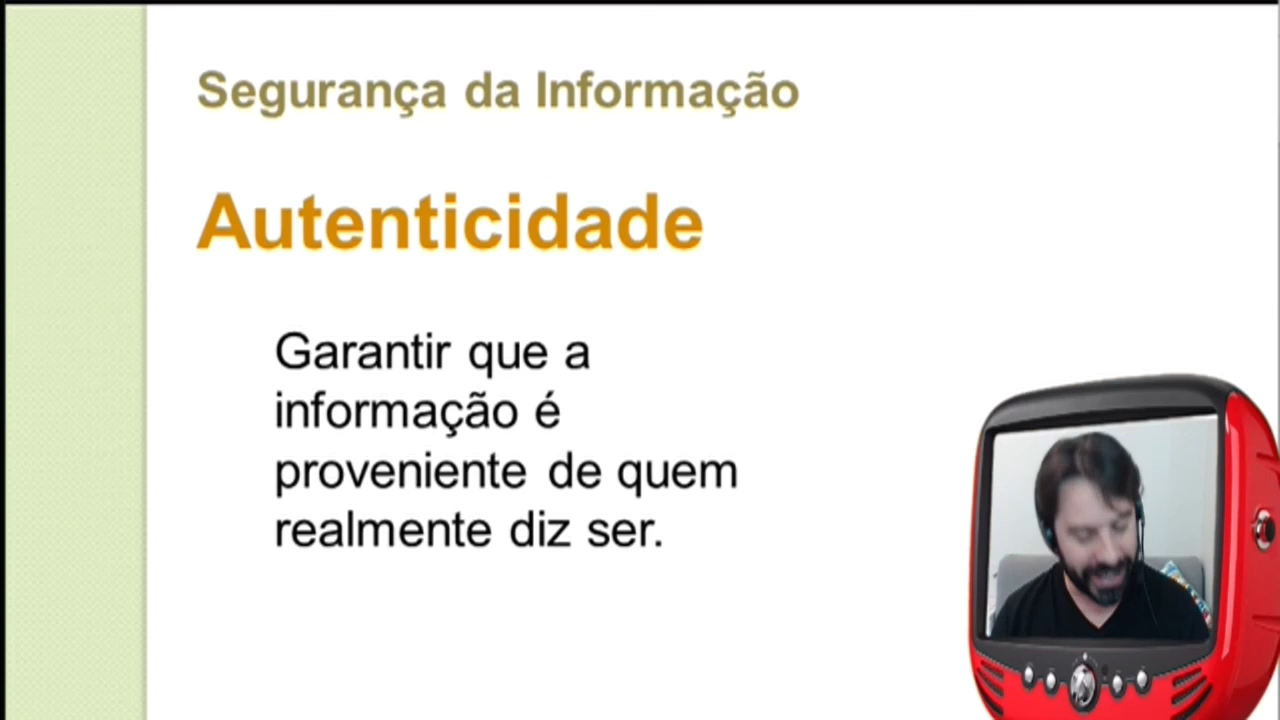 Segurança da Informação
Autenticidade
Garantir que a
informação é
proveniente de quem
realmente diz ser.